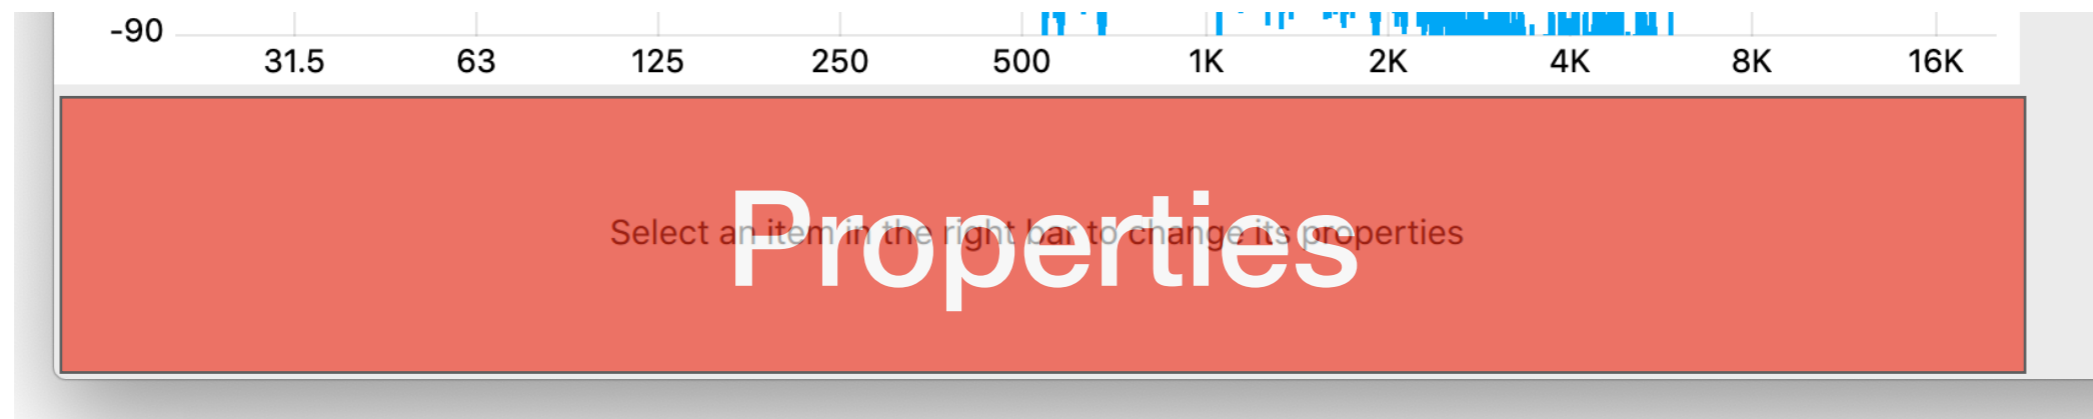 -90
31.5 63 125 250 500 1K 2K 4K 8K 16K
Select an item in the right bar to change its properties
Properties